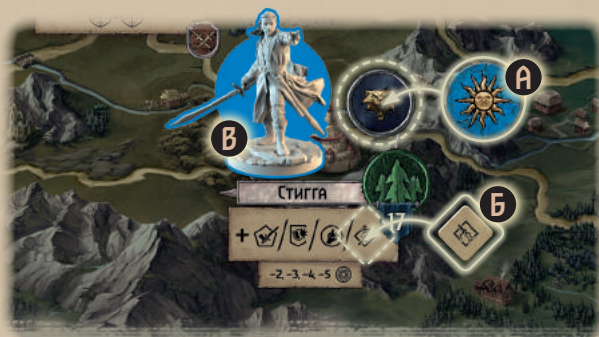 А
В
Стигга
17
Б
+ / / /
-2, -3, -4, -5